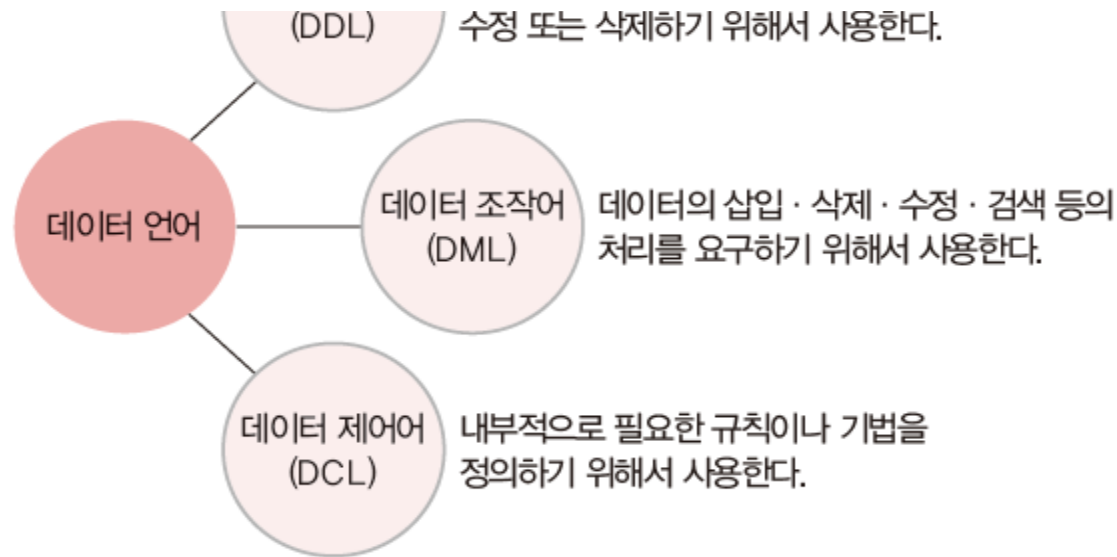 (DDL)
수정 또는 삭제하기 위해서 사용한다.
데이터 언어
데이터 조작어
(DML)
데이터의 삽입 · 삭제 · 수정 · 검색 등의
처리를 요구하기 위해서 사용한다.
데이터 제어어
(DCL)
내부적으로 필요한 규칙이나 기법을
정의하기 위해서 사용한다.